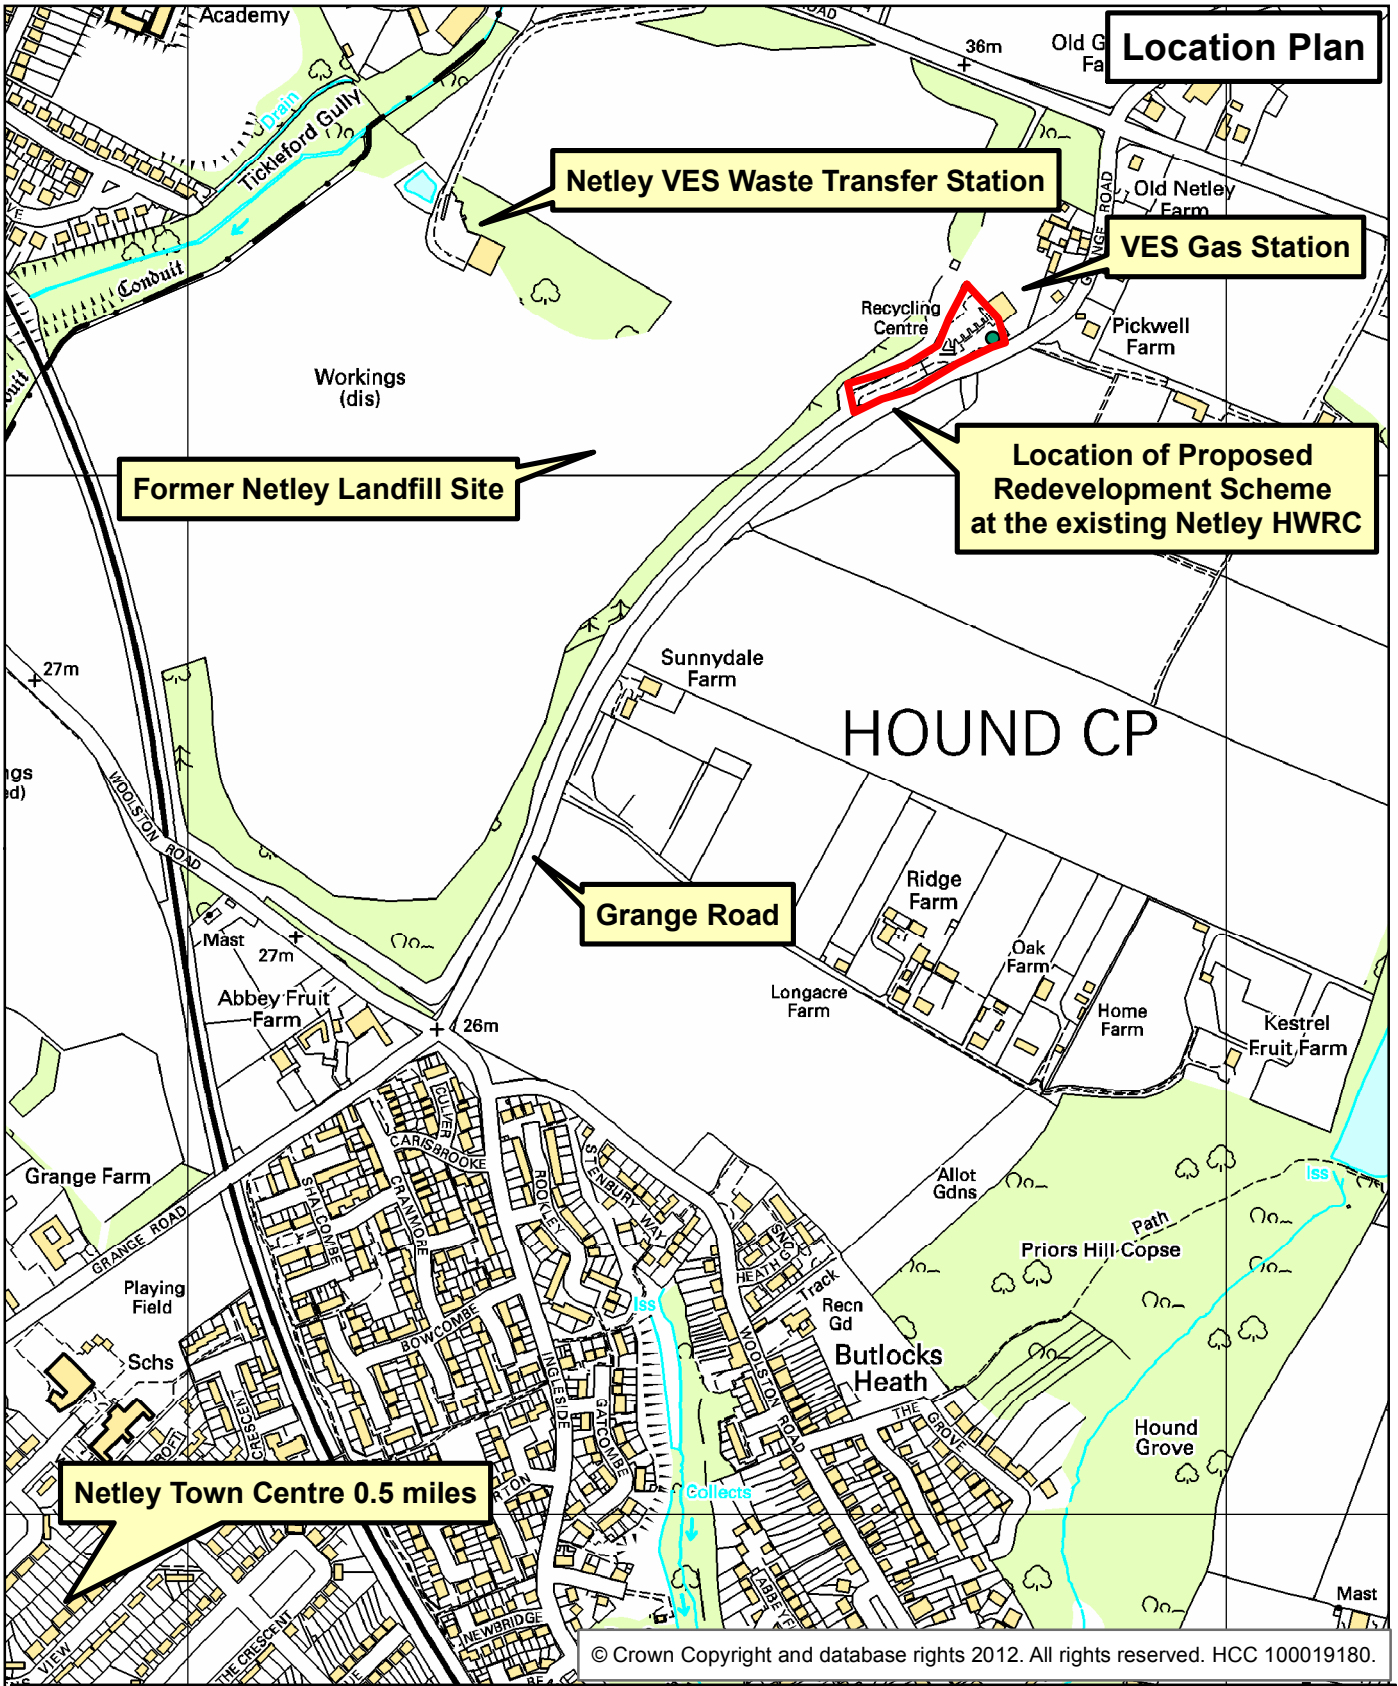 Academy
ROAD
36m
Location Plan
Drain
Tickleford Gully
Netley VES Waste Transfer Station
Old Netley
Farm
VES Gas Station
Conduit
Recycling
Centre
Pickwell
Farm
Workings
(dis)
Location of Proposed
Redevelopment Scheme
at the existing Netley HWRC
Former Netley Landfill Site
Sunnydale
Farm
27m
HOUND CP
WOOLSTON ROAD
Ridge
Farm
Grange Road
Mast
27m
Oak
Farm
Abbey Fruit
Farm
Longacre
Farm
Home
Farm
Kestrel
Fruit Farm
26m
CULVER
CARISBROOKE
Grange Farm
SHALCOMBE
CRANMORE
ROOKLEY
STENBURY WAY
Allot
Gdns
Iss
Path
GRANGE ROAD
Priors Hill Copse
Playing
Field
HEATH GDNS
Track
Iss
Recn
Gd
BOWCOMBE
Schs
WOOLSTON ROAD
Butlocks
Heath
CRESCENT
INGLESIDE
GATCOMBE
THE GROVE
Hound
Grove
Netley Town Centre 0.5 miles
Collects
Mast
VIEW
THE CRESCENT
NEWBRIDGE
© Crown Copyright and database rights 2012. All rights reserved. HCC 100019180.